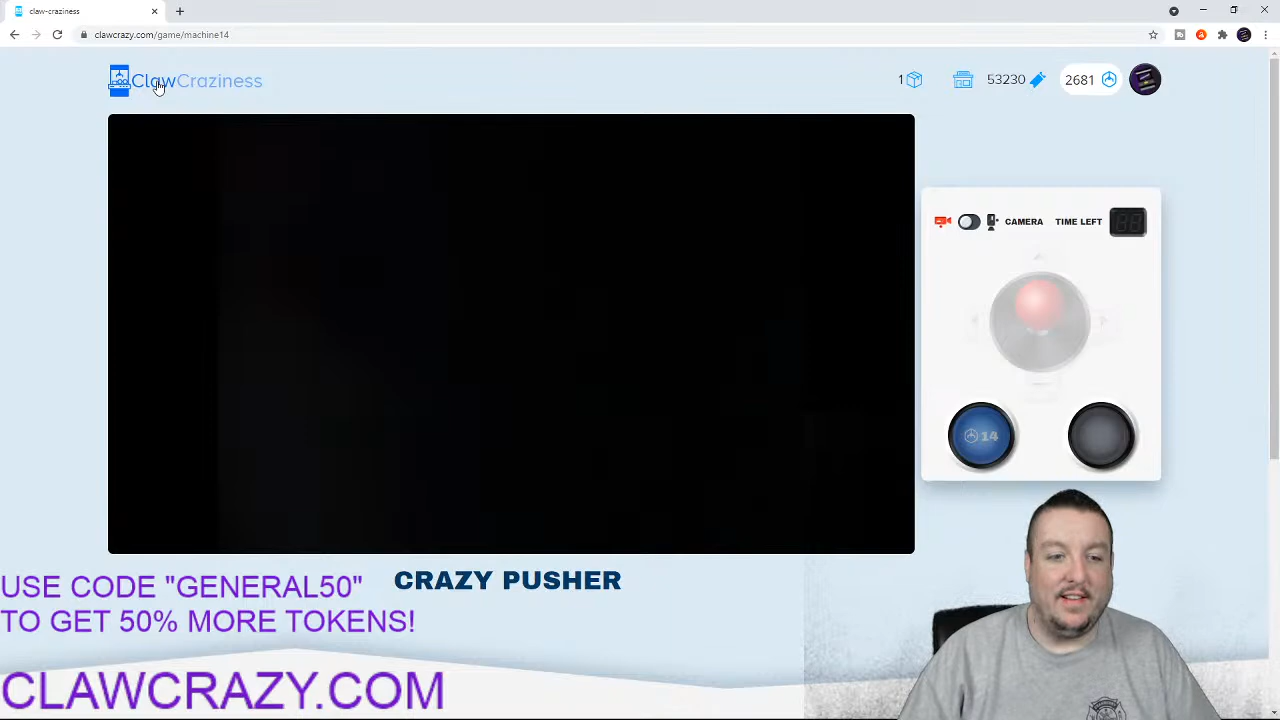 claw-craziness
clawcrazy.com/game/machine14
ClawCraziness
1
53230
2681
CAMERA
TIME LEFT
88
14
CRAZY PUSHER
USE CODE "GENERAL50"
TO GET 50% MORE TOKENS!
CLAWCRAZY.COM